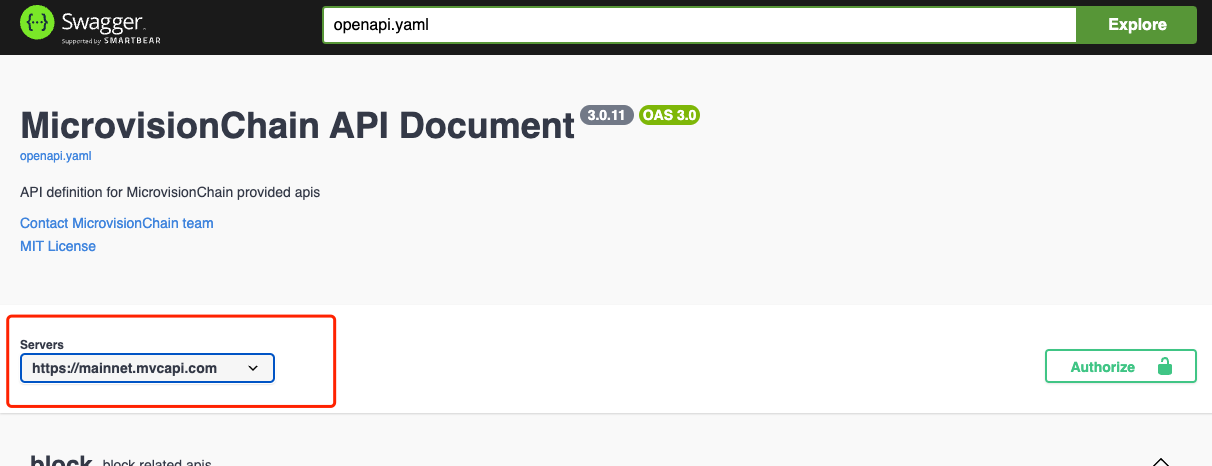 Swagger.
Supported by SMARTBEAR
openapi.yaml
Explore
MicrovisionChain API Document 3.0.11 OAS 3.0
openapi.yaml
API definition for MicrovisionChain provided apis
Contact MicrovisionChain team
MIT License
Servers
https://mainnet.mvcapi.com
Authorize
block block related apis